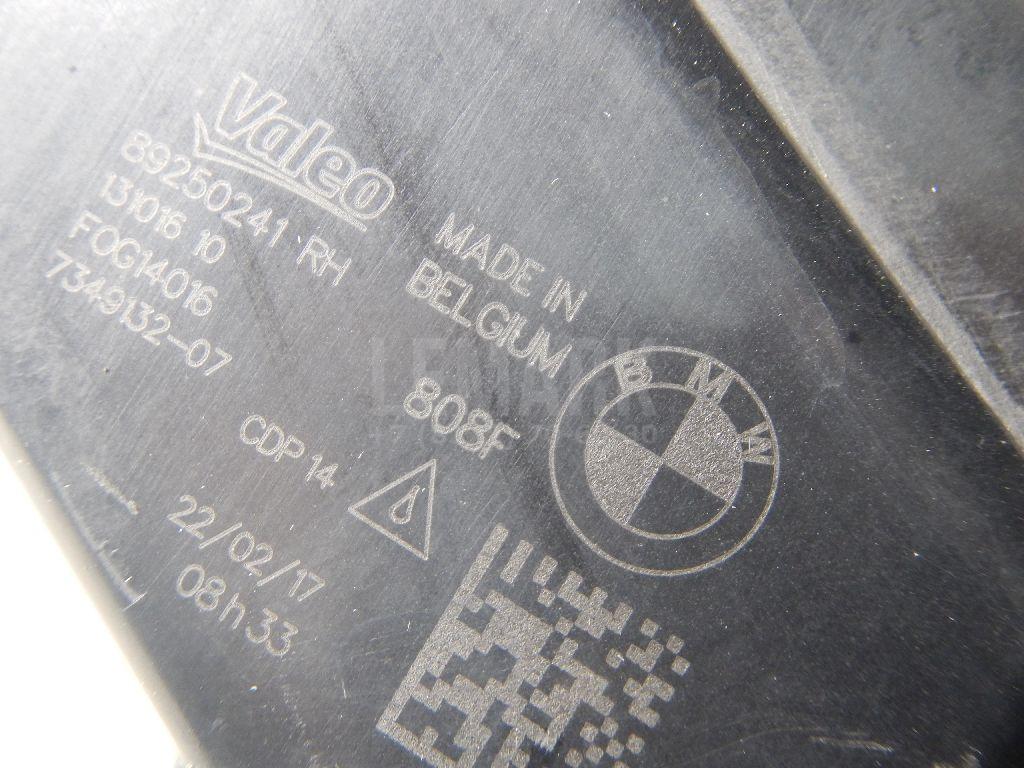 Valeo
89250241 RH
131016 10
FOG14016
7349132-07
MADE IN
BELGIUM
808F
BMW
CDP 14
22/02/17
08h33
LEMARK